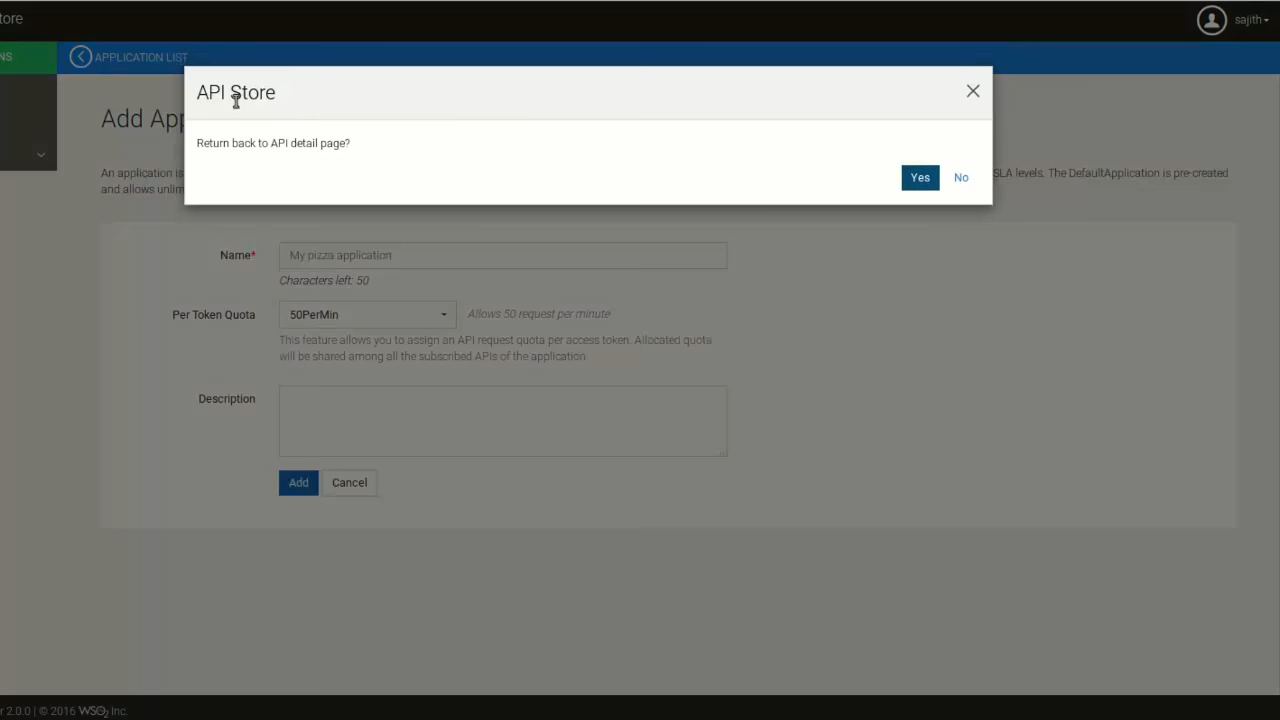 tore
sajith
NS
APPLICATION LIST
API Store
Return back to API detail page?
Yes No
Add App
An application is SLA levels. The DefaultApplication is pre-created
and allows unlim
Name*
My pizza application
Characters left: 50
Per Token Quota
50PerMin
Allows 50 request per minute
This feature allows you to assign an API request quota per access token. Allocated quota
will be shared among all the subscribed APIs of the application.
Description
Add Cancel
r 2.0.0 | © 2016 WSO2 Inc.